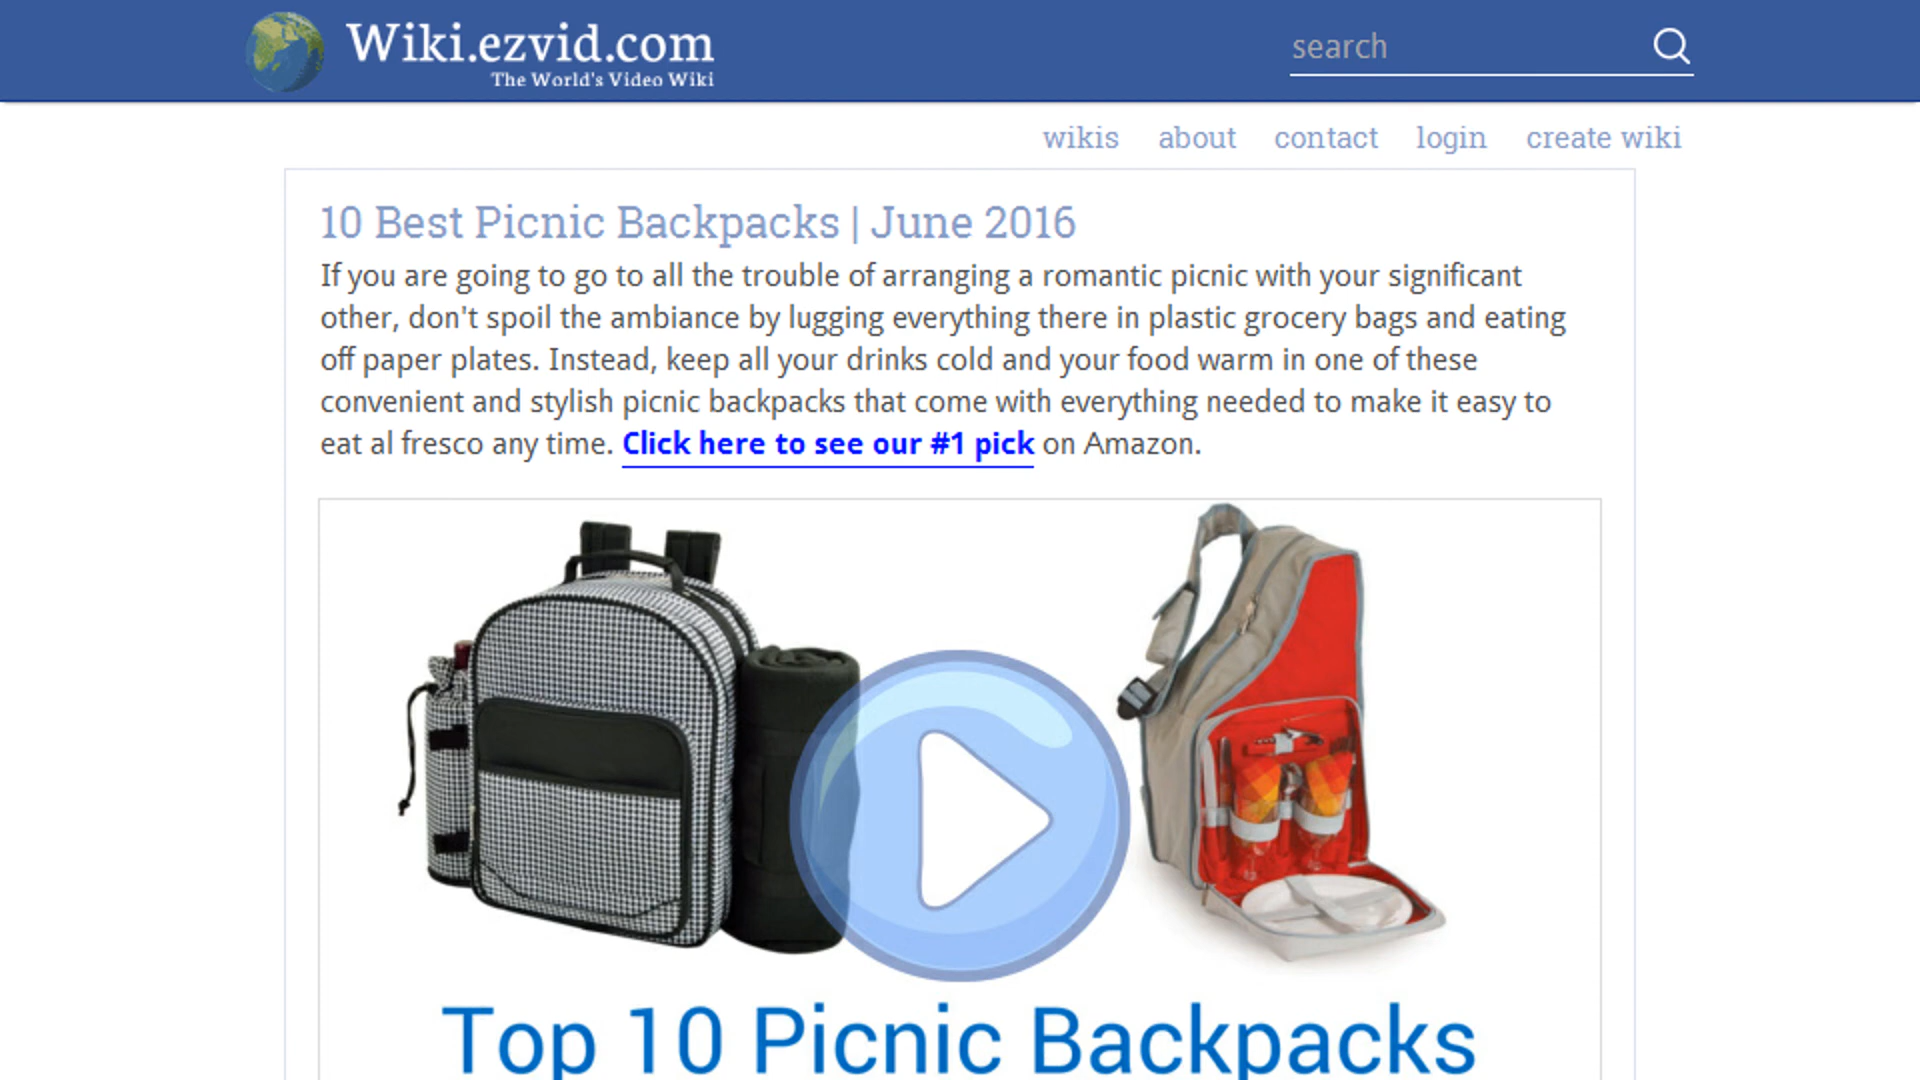 Wiki.ezvid.com
The World's Video Wiki
search
wikis about contact login create wiki
10 Best Picnic Backpacks | June 2016
If you are going to go to all the trouble of arranging a romantic picnic with your significant
other, don't spoil the ambiance by lugging everything there in plastic grocery bags and eating
off paper plates. Instead, keep all your drinks cold and your food warm in one of these
convenient and stylish picnic backpacks that come with everything needed to make it easy to
eat al fresco any time. Click here to see our #1 pick on Amazon.
Top 10 Picnic Backpacks